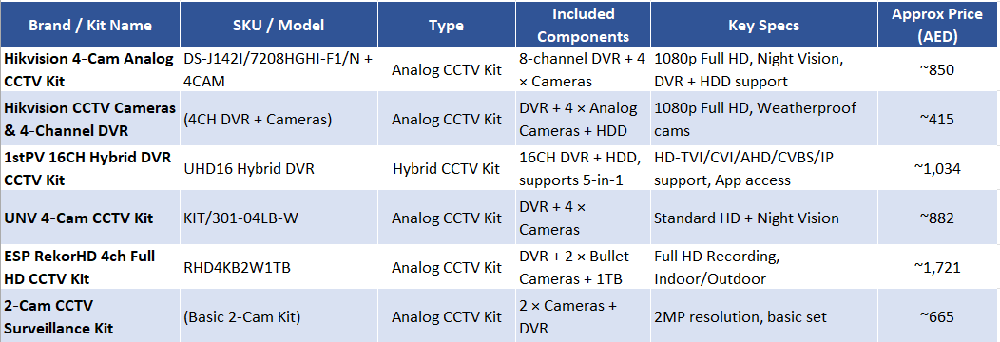 Brand / Kit Name SKU / Model Type Included Components Key Specs Approx Price (AED)
Hikvision 4-Cam Analog CCTV Kit DS-J142I/7208HGHI-F1/N + 4CAM Analog CCTV Kit 8-channel DVR + 4 × Cameras 1080p Full HD, Night Vision, DVR + HDD support ~850
Hikvision CCTV Cameras & 4-Channel DVR (4CH DVR + Cameras) Analog CCTV Kit DVR + 4 × Analog Cameras + HDD 1080p Full HD, Weatherproof cams ~415
1stPV 16CH Hybrid DVR CCTV Kit UHD16 Hybrid DVR Hybrid CCTV Kit 16CH DVR + HDD, supports 5-in-1 HD-TVI/CVI/AHD/CVBS/IP support, App access ~1,034
UNV 4-Cam CCTV Kit KIT/301-04LB-W Analog CCTV Kit DVR + 4 × Cameras Standard HD + Night Vision ~882
ESP RekorHD 4ch Full HD CCTV Kit RHD4KB2W1TB Analog CCTV Kit DVR + 2 × Bullet Cameras + 1TB Full HD Recording, Indoor/Outdoor ~1,721
2-Cam CCTV Surveillance Kit (Basic 2-Cam Kit) Analog CCTV Kit 2 × Cameras + DVR 2MP resolution, basic set ~665